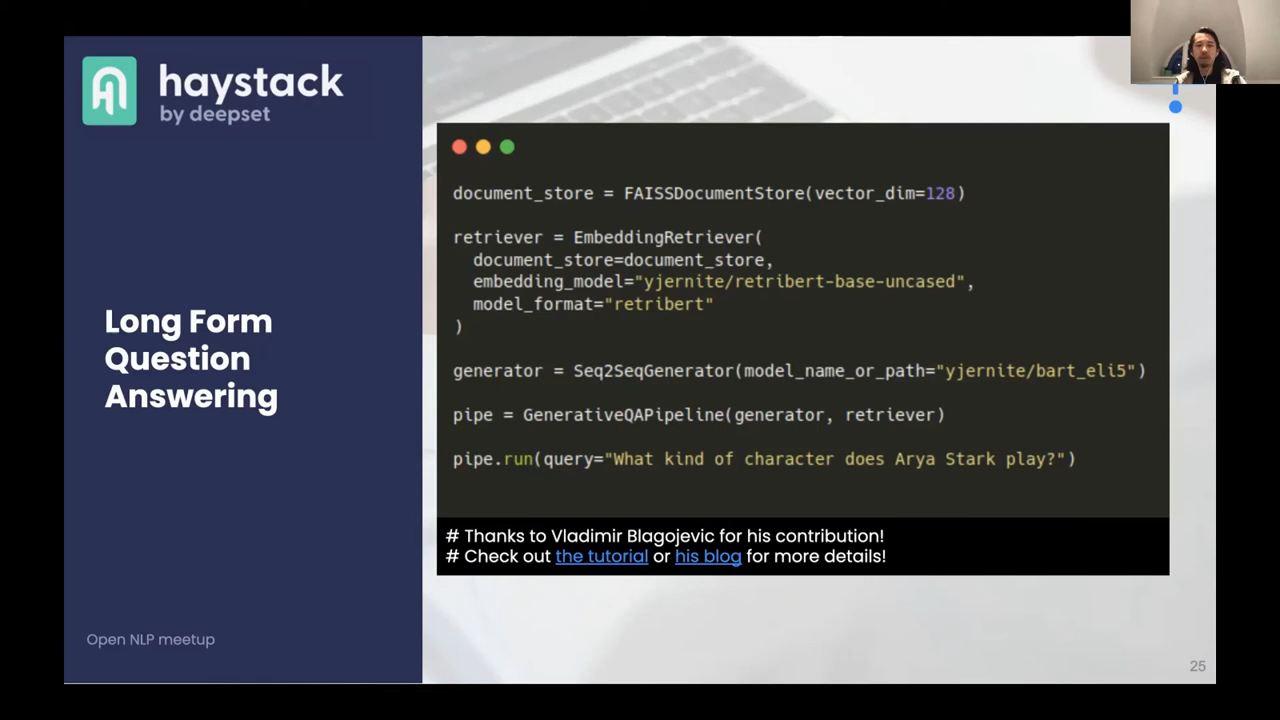 haystack
by deepset
Long Form
Question
Answering
Open NLP meetup
document_store = FAISSDocumentStore(vector_dim=128)
retriever = EmbeddingRetriever(
document_store=document_store,
embedding_model="yjernite/retribert-base-uncased",
model_format="retribert"
)
generator = Seq2SeqGenerator(model_name_or_path="yjernite/bart_eli5")
pipe = GenerativeQAPipeline(generator, retriever)
pipe.run(query="What kind of character does Arya Stark play?")
# Thanks to Vladimir Blagojevic for his contribution!
# Check out the tutorial or his blog for more details!
25